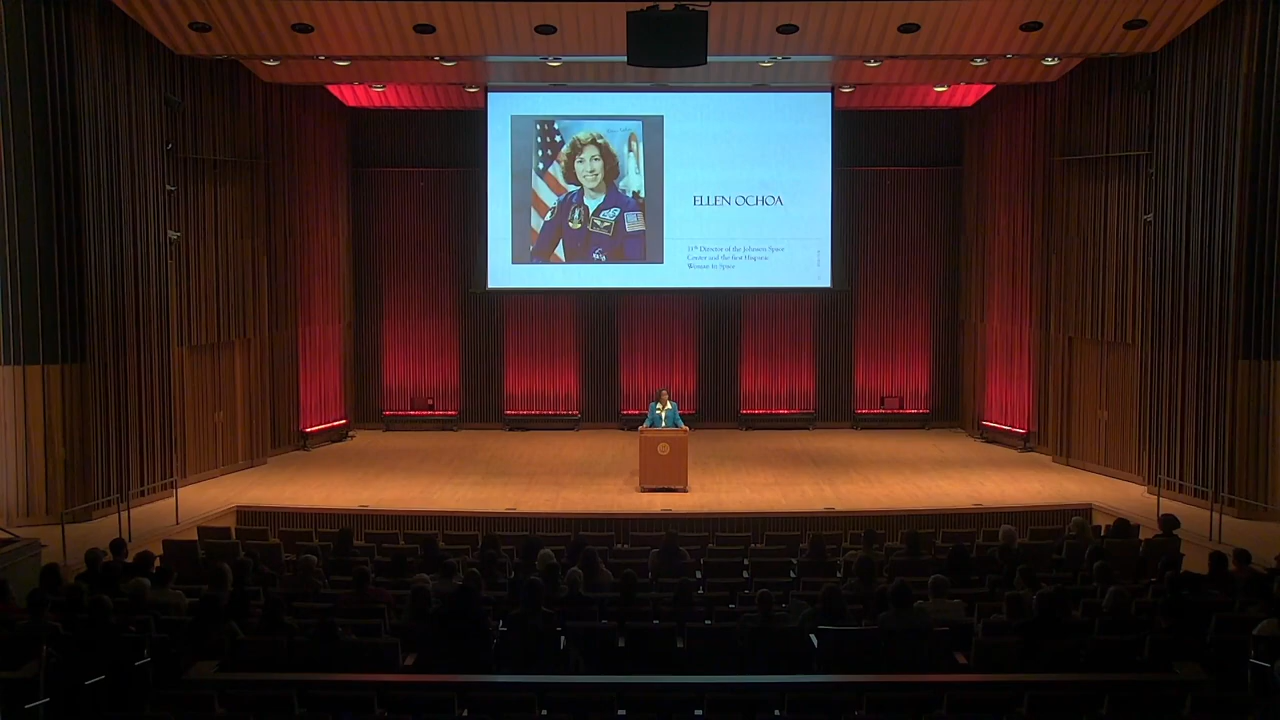 ELLEN OCHOA
11th Director of the Johnson Space
Center and the first Hispanic
Woman in Space